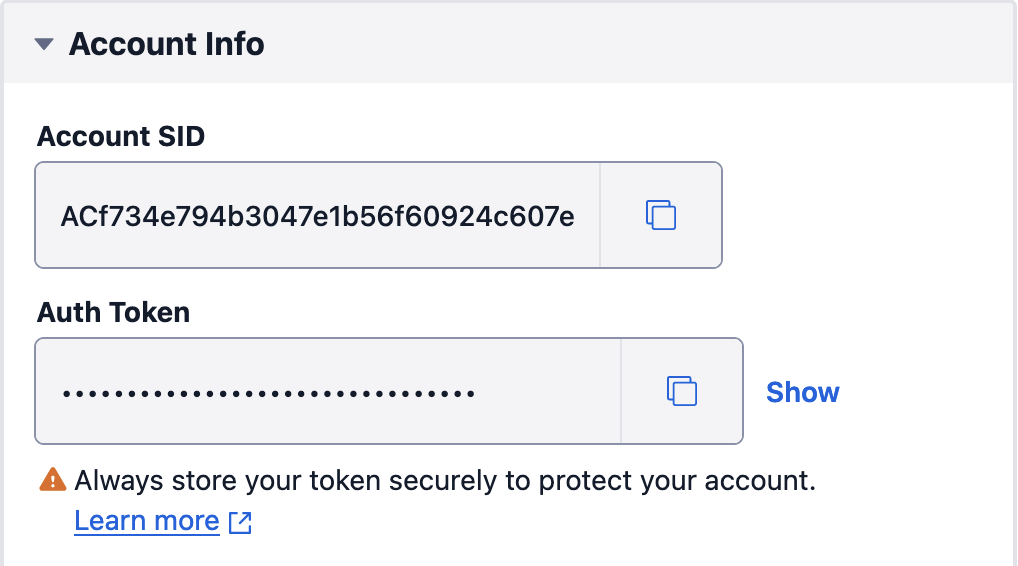 Account Info
Account SID
ACf734e794b3047e1b56f60924c607e
Auth Token
••••••••••••••••••••••••••••••••
Show
Always store your token securely to protect your account.
Learn more